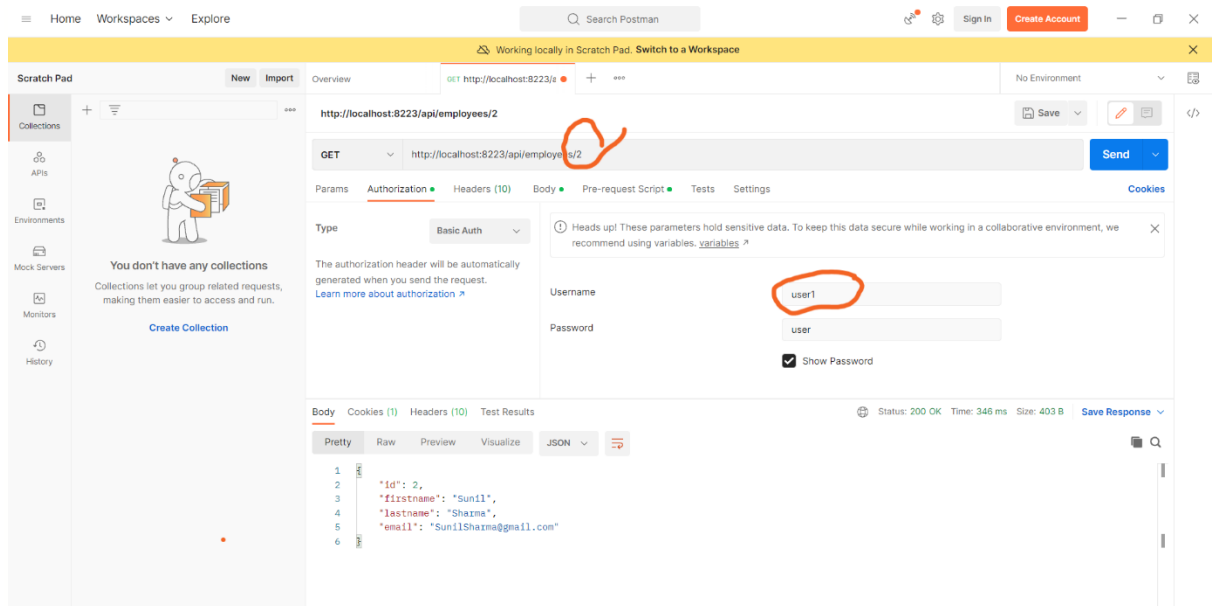 Home Workspaces Explore Search Postman Sign In Create Account
Working locally in Scratch Pad. Switch to a Workspace
Scratch Pad New Import Overview GET http://localhost:8223/a No Environment
Collections
APIs
Environments
Mock Servers
Monitors
History
You don't have any collections
Collections let you group related requests,
making them easier to access and run.
Create Collection
http://localhost:8223/api/employees/2 Save
GET http://localhost:8223/api/employees/2 Send
Params Authorization Headers (10) Body Pre-request Script Tests Settings Cookies
Type Basic Auth
The authorization header will be automatically
generated when you send the request.
Learn more about authorization ↗
Heads up! These parameters hold sensitive data. To keep this data secure while working in a collaborative environment, we
recommend using variables. variables ↗
Username user1
Password user
Show Password
Body Cookies (1) Headers (10) Test Results Status: 200 OK Time: 346 ms Size: 403 B Save Response
Pretty Raw Preview Visualize JSON
1 {
2 "id": 2,
3 "firstname": "Sunil",
4 "lastname": "Sharma",
5 "email": "SunilSharma@gmail.com"
6 }